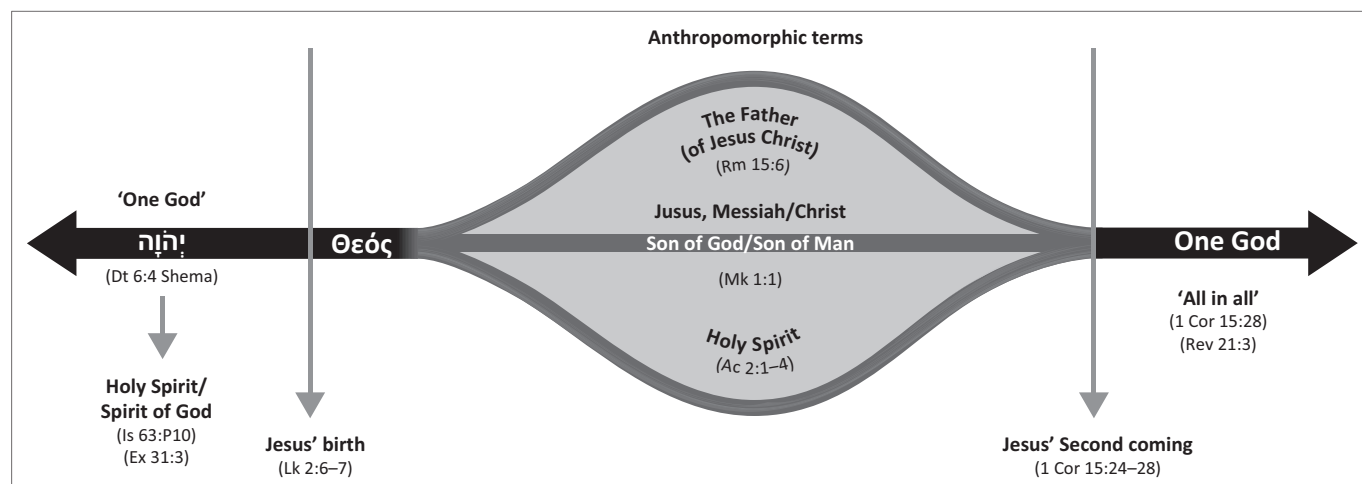 Anthropomorphic terms
The Father
(of Jesus Christ)
(Rm 15:6)
‘One God’
Jusus, Messiah/Christ
יְהֹוָה
Θεός
Son of God/Son of Man
One God
(Dt 6:4 Shema)
(Mk 1:1)
‘All in all’
(1 Cor 15:28)
(Rev 21:3)
Holy Spirit
(Ac 2:1–4)
Holy Spirit/
Spirit of God
(Is 63:P10)
(Ex 31:3)
Jesus’ birth
(Lk 2:6–7)
Jesus’ Second coming
(1 Cor 15:24–28)